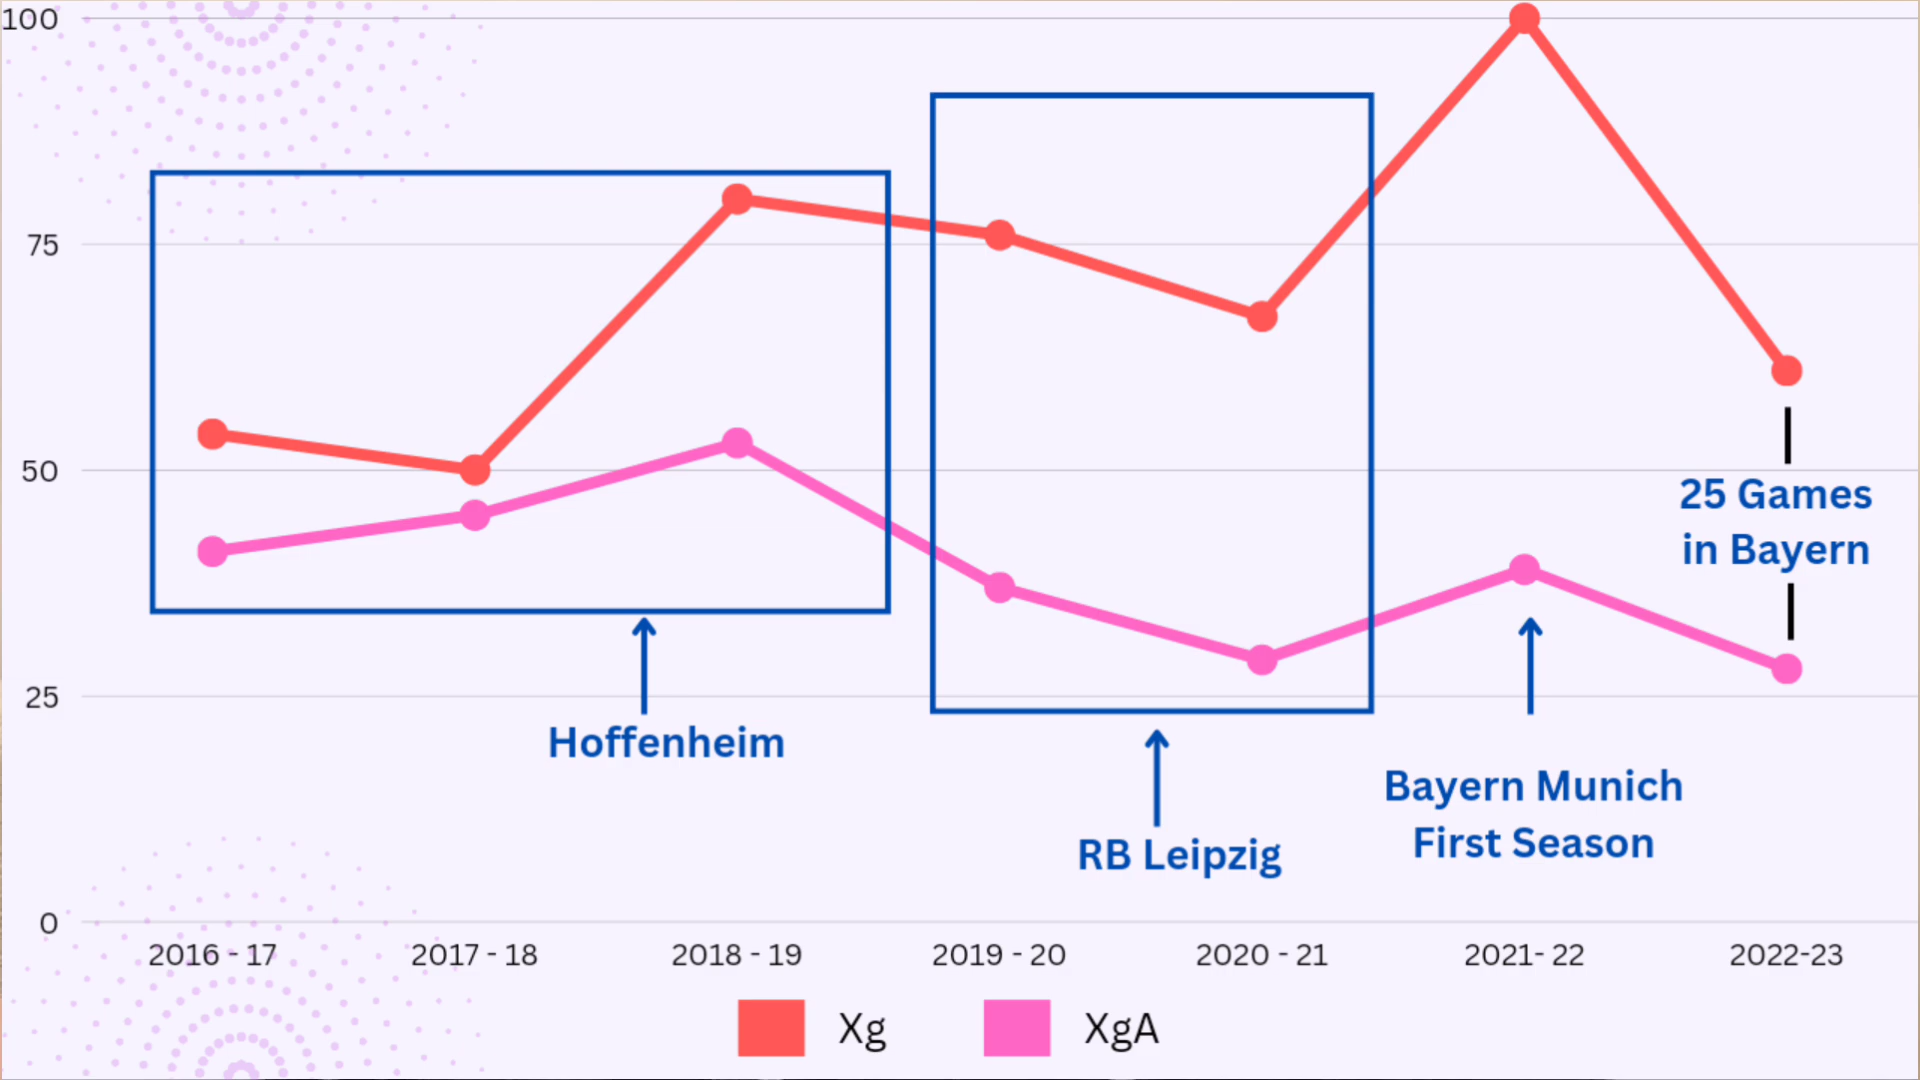 100
75
50
25
0
25 Games
in Bayern
Hoffenheim
RB Leipzig
Bayern Munich
First Season
2016 - 17
2017 - 18
2018 - 19
2019 - 20
2020 - 21
2021- 22
2022-23
Xg
XgA